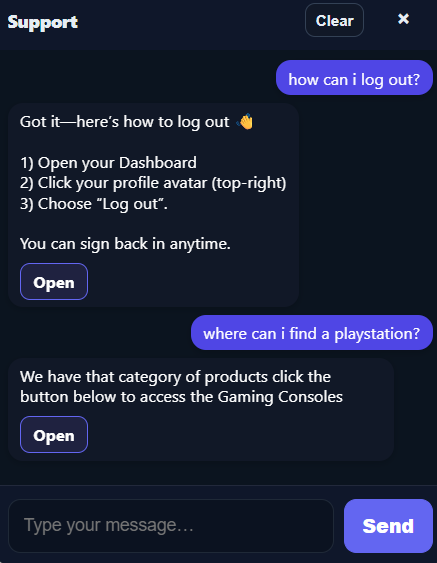 Support
Clear
×
how can i log out?
Got it—here's how to log out 👋
1) Open your Dashboard
2) Click your profile avatar (top-right)
3) Choose “Log out”.
You can sign back in anytime.
Open
where can i find a playstation?
We have that category of products click the
button below to access the Gaming Consoles
Open
Type your message…
Send